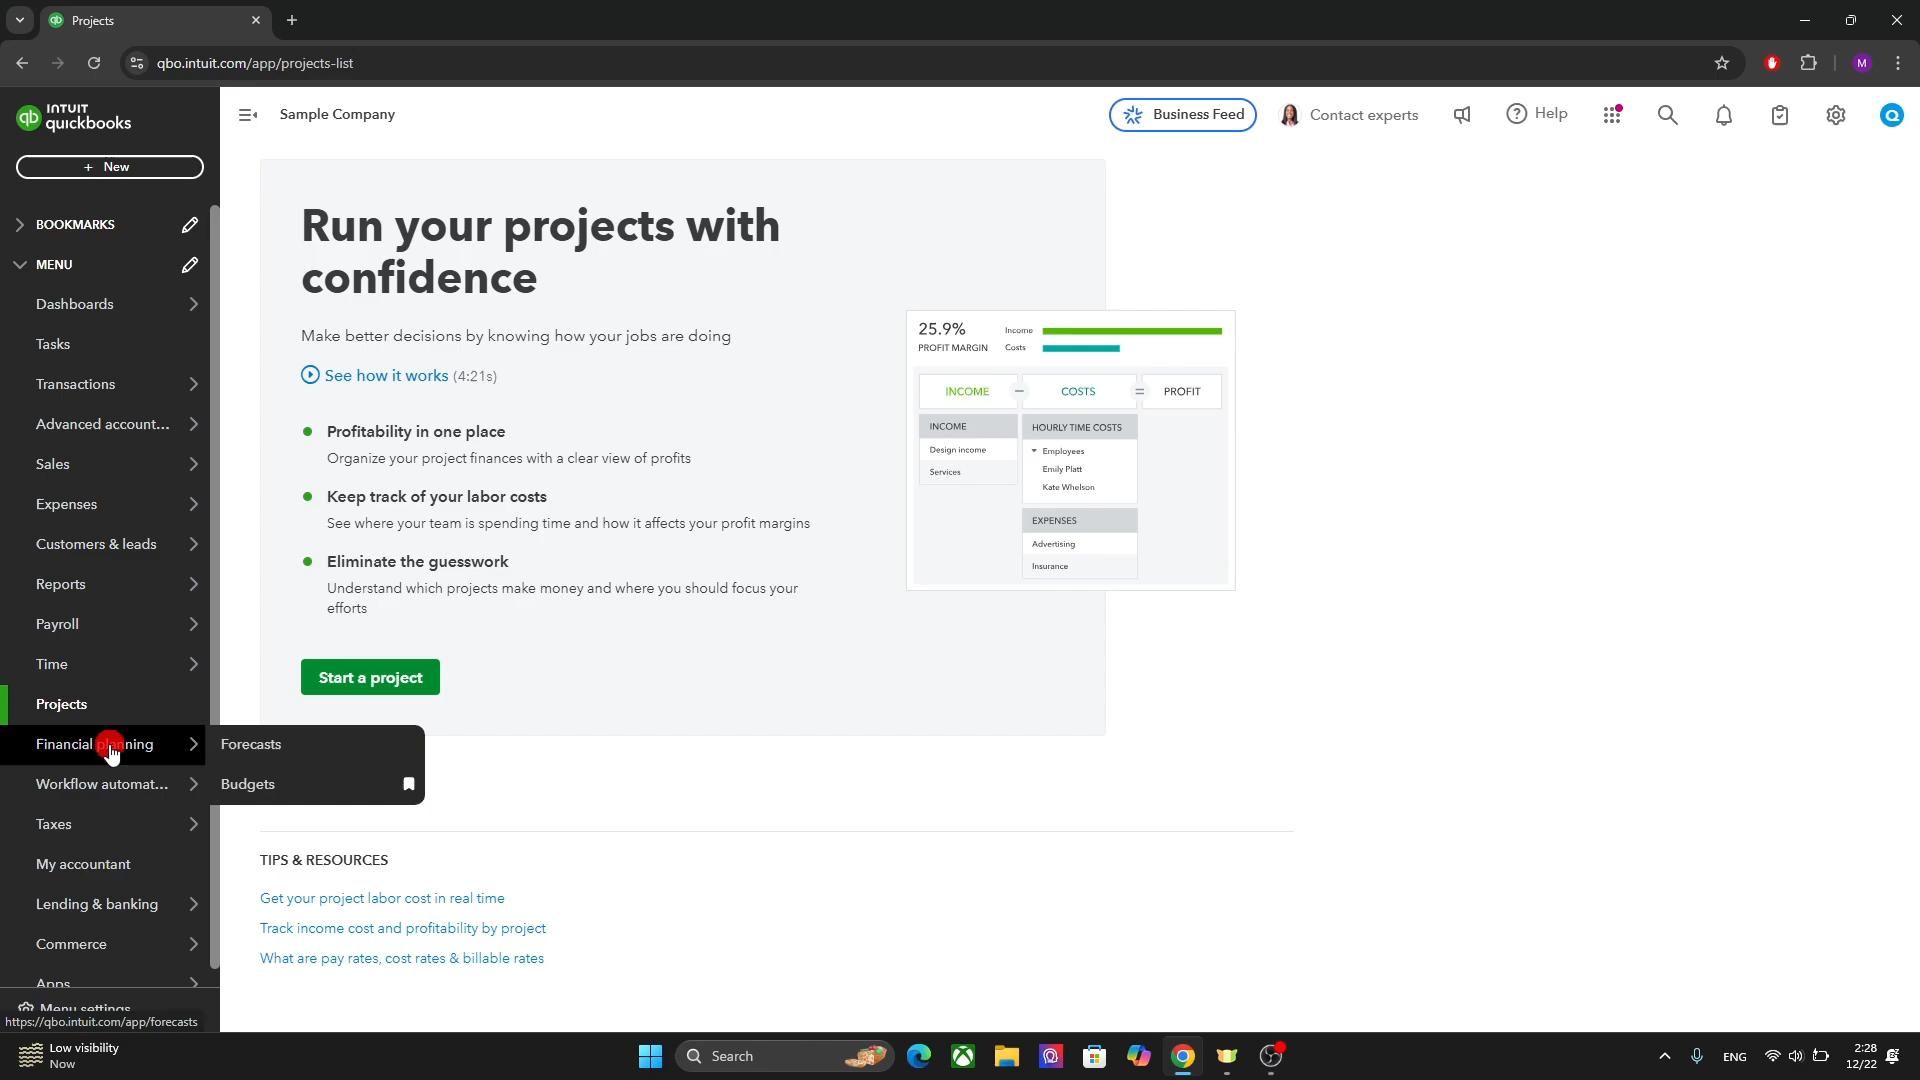 Projects
qbo.intuit.com/app/projects-list
M
INTUIT
quickbooks
qb
+ New
BOOKMARKS
MENU
Dashboards
Tasks
Transactions
Advanced account...
Sales
Expenses
Customers & leads
Reports
Payroll
Time
Projects
Financial planning
Workflow automat...
Taxes
My accountant
Lending & banking
Commerce
Apps
Menu settings
https://qbo.intuit.com/app/forecasts
Forecasts
Budgets
Sample Company
Business Feed
Contact experts
Help
Q
Run your projects with
confidence
Make better decisions by knowing how your jobs are doing
See how it works (4:21s)
Profitability in one place
Organize your project finances with a clear view of profits
Keep track of your labor costs
See where your team is spending time and how it affects your profit margins
Eliminate the guesswork
Understand which projects make money and where you should focus your
efforts
Start a project
25.9%
PROFIT MARGIN
Income
Costs
INCOME − COSTS = PROFIT
INCOME
Design income
Services
HOURLY TIME COSTS
Employees
Emily Platt
Kate Whelson
EXPENSES
Advertising
Insurance
TIPS & RESOURCES
Get your project labor cost in real time
Track income cost and profitability by project
What are pay rates, cost rates & billable rates
Low visibility
Now
Search
ENG
2:28
12/22